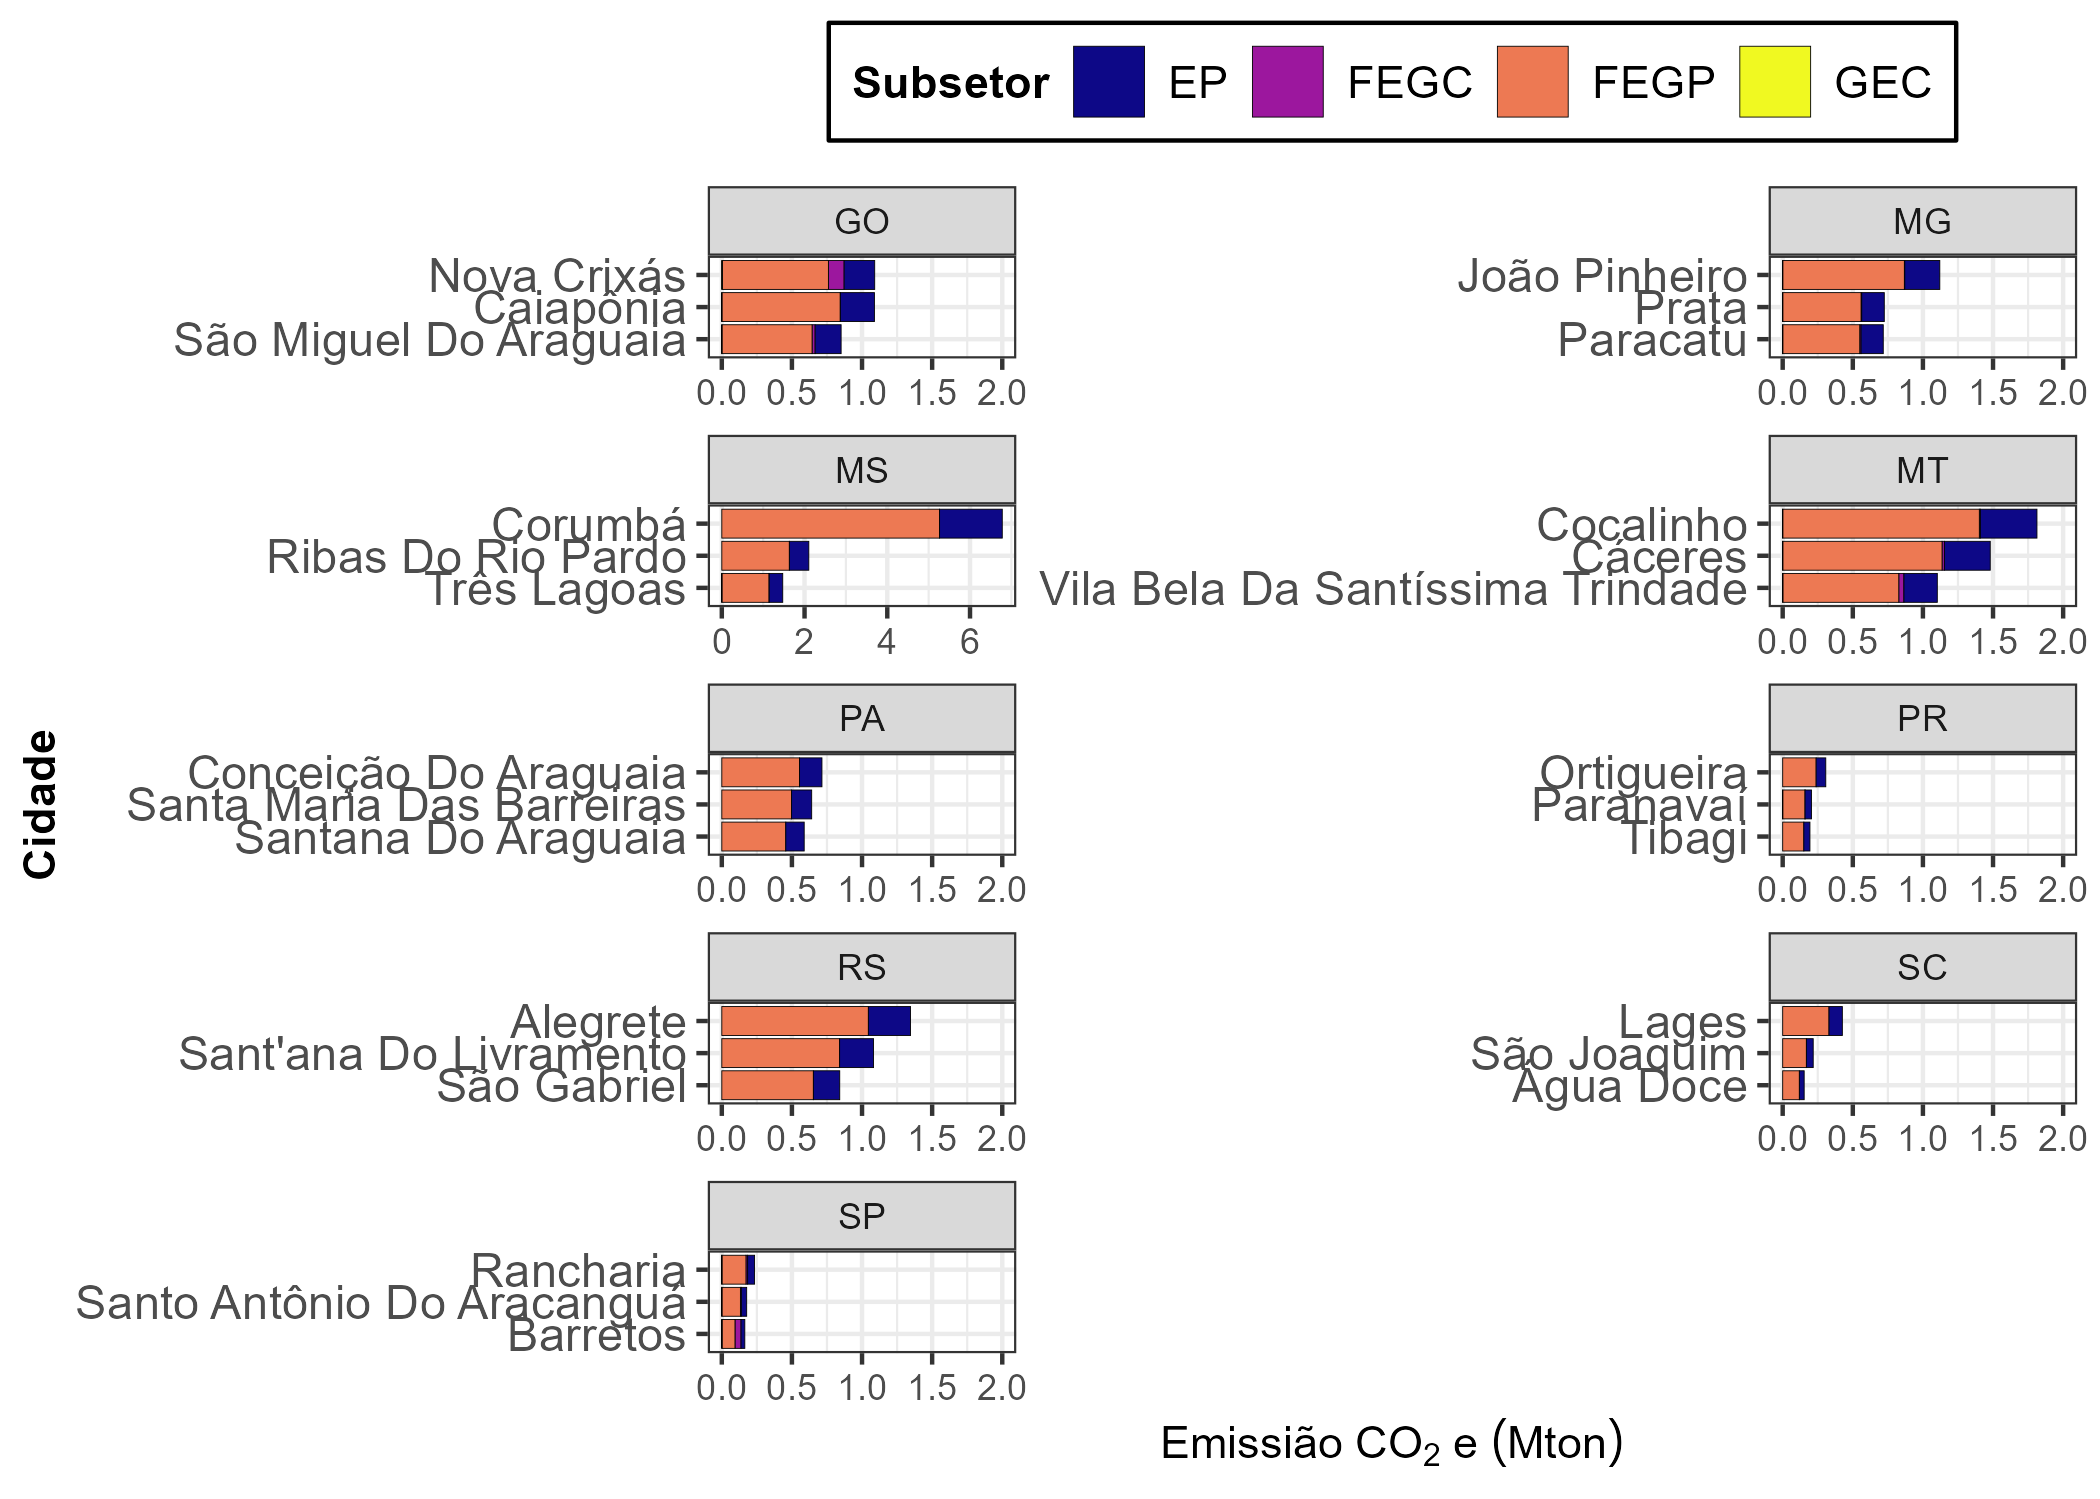 Subsetor EP FEGC FEGP GEC
GO
Nova Crixás
Caiapônia
São Miguel Do Araguaia
0.0 0.5 1.0 1.5 2.0
MG
João Pinheiro
Prata
Paracatu
0.0 0.5 1.0 1.5 2.0
MS
Corumbá
Ribas Do Rio Pardo
Três Lagoas
0 2 4 6
MT
Cocalinho
Cáceres
Vila Bela Da Santíssima Trindade
0.0 0.5 1.0 1.5 2.0
PA
Conceição Do Araguaia
Santa Maria Das Barreiras
Santana Do Araguaia
0.0 0.5 1.0 1.5 2.0
PR
Ortigueira
Paranavaí
Tibagi
0.0 0.5 1.0 1.5 2.0
RS
Alegrete
Sant'ana Do Livramento
São Gabriel
0.0 0.5 1.0 1.5 2.0
SC
Lages
São Joaquim
Água Doce
0.0 0.5 1.0 1.5 2.0
SP
Rancharia
Santo Antônio Do Aracanguá
Barretos
0.0 0.5 1.0 1.5 2.0
Cidade
Emissião CO₂ e (Mton)